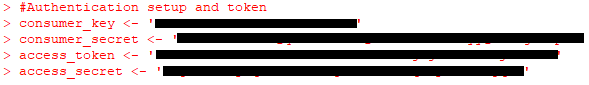 > #Authentication setup and token
> consumer_key <- ' '
> consumer_secret <- '
> access_token <- ' '
> access_secret <- ' '